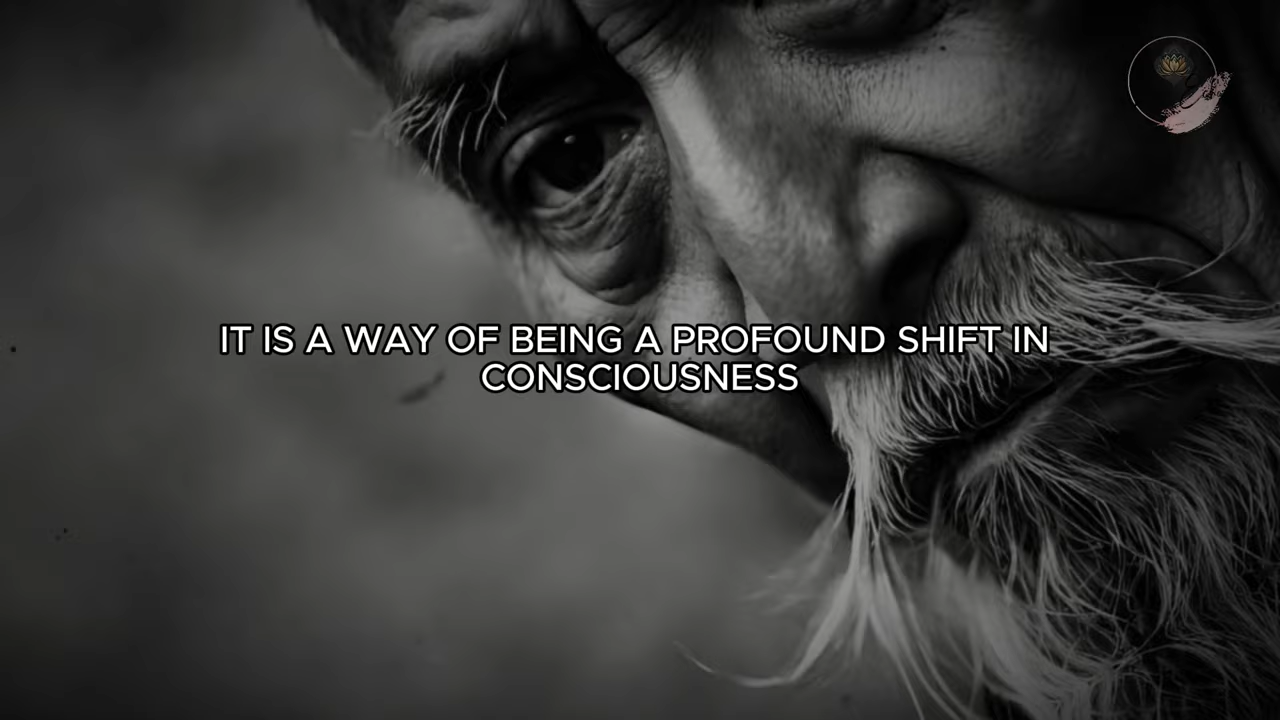 IT IS A WAY OF BEING A PROFOUND SHIFT IN
CONSCIOUSNESS